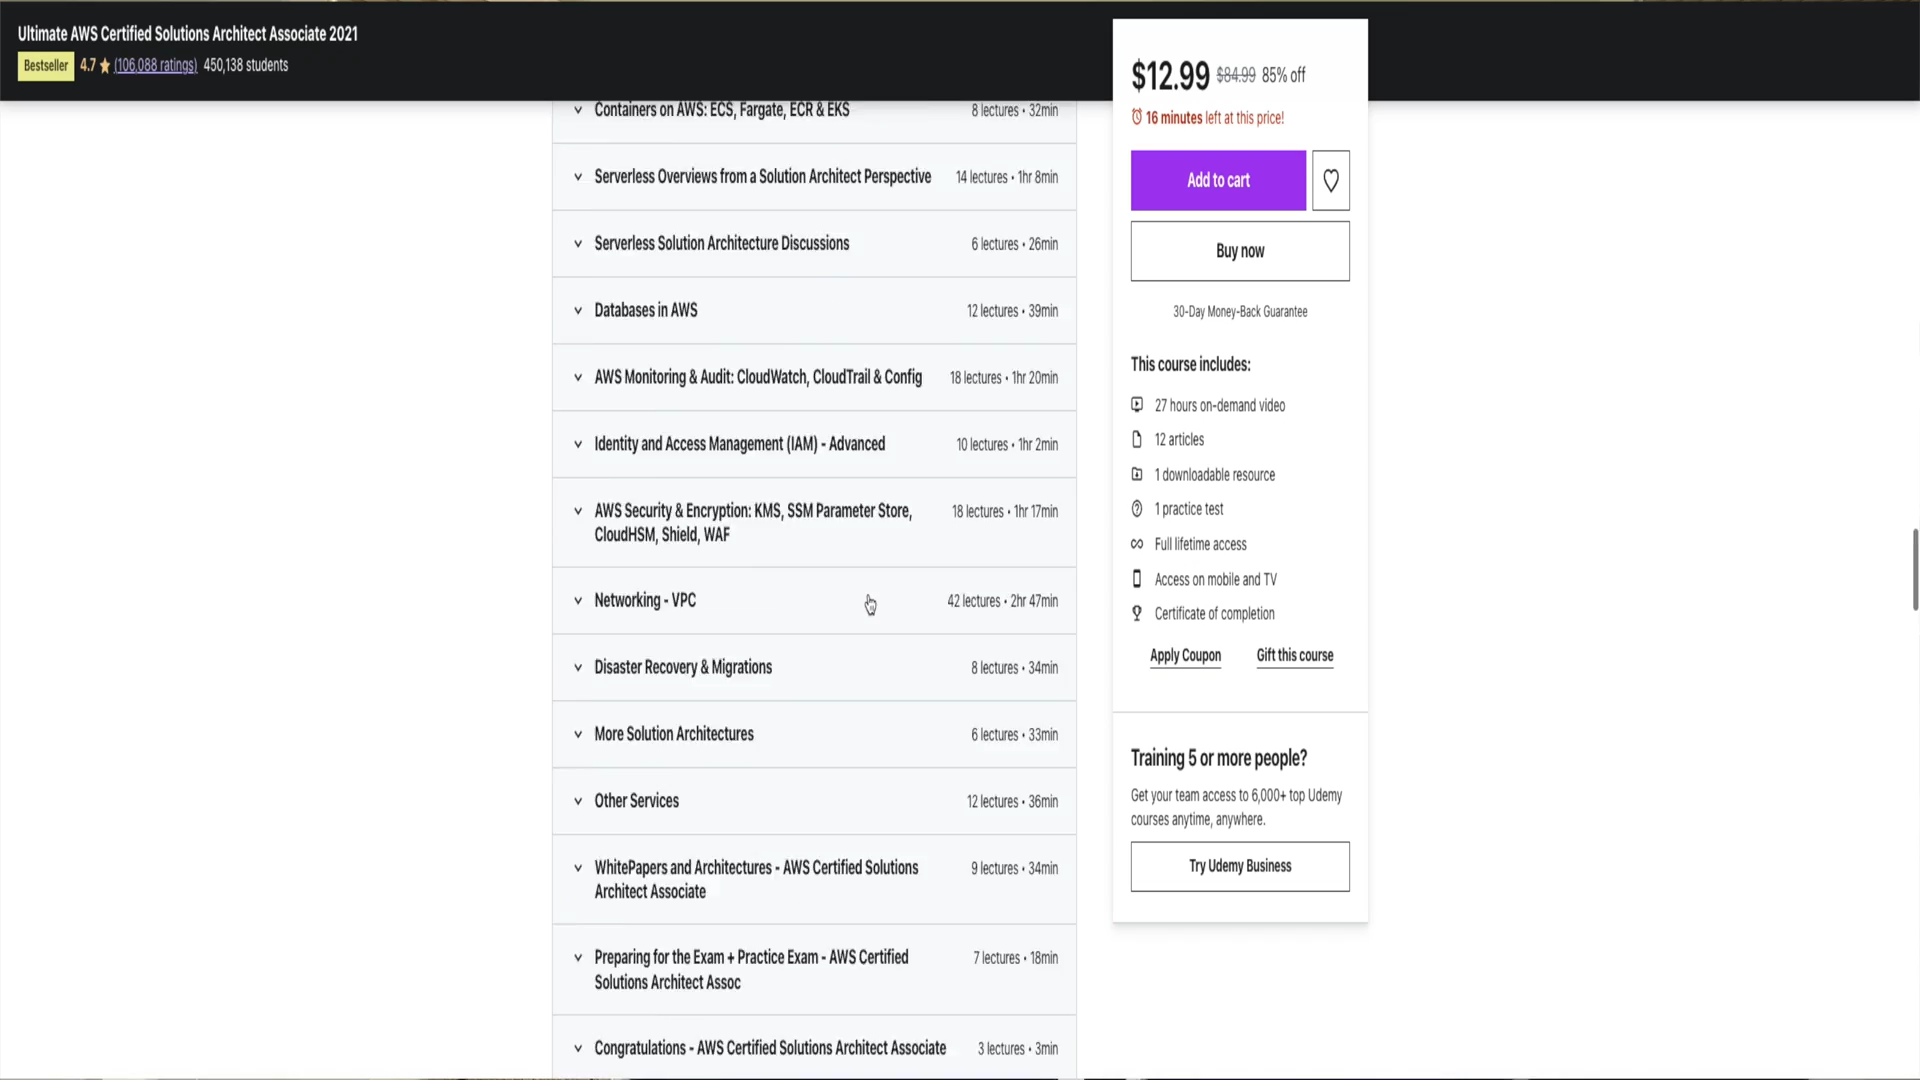 Ultimate AWS Certified Solutions Architect Associate 2021
Bestseller 4.7 (106,088 ratings) 450,138 students
Containers on AWS: ECS, Fargate, ECR & EKS 8 lectures • 32min
Serverless Overviews from a Solution Architect Perspective 14 lectures • 1hr 8min
Serverless Solution Architecture Discussions 6 lectures • 26min
Databases in AWS 12 lectures • 39min
AWS Monitoring & Audit: CloudWatch, CloudTrail & Config 18 lectures • 1hr 20min
Identity and Access Management (IAM) - Advanced 10 lectures • 1hr 2min
AWS Security & Encryption: KMS, SSM Parameter Store, 18 lectures • 1hr 17min
CloudHSM, Shield, WAF
Networking - VPC 42 lectures • 2hr 47min
Disaster Recovery & Migrations 8 lectures • 34min
More Solution Architectures 6 lectures • 33min
Other Services 12 lectures • 36min
WhitePapers and Architectures - AWS Certified Solutions 9 lectures • 34min
Architect Associate
Preparing for the Exam + Practice Exam - AWS Certified 7 lectures • 18min
Solutions Architect Assoc
Congratulations - AWS Certified Solutions Architect Associate 3 lectures • 3min
$12.99 $84.99 85% off
16 minutes left at this price!
Add to cart
Buy now
30-Day Money-Back Guarantee
This course includes:
27 hours on-demand video
12 articles
1 downloadable resource
1 practice test
Full lifetime access
Access on mobile and TV
Certificate of completion
Apply Coupon Gift this course
Training 5 or more people?
Get your team access to 6,000+ top Udemy
courses anytime, anywhere.
Try Udemy Business